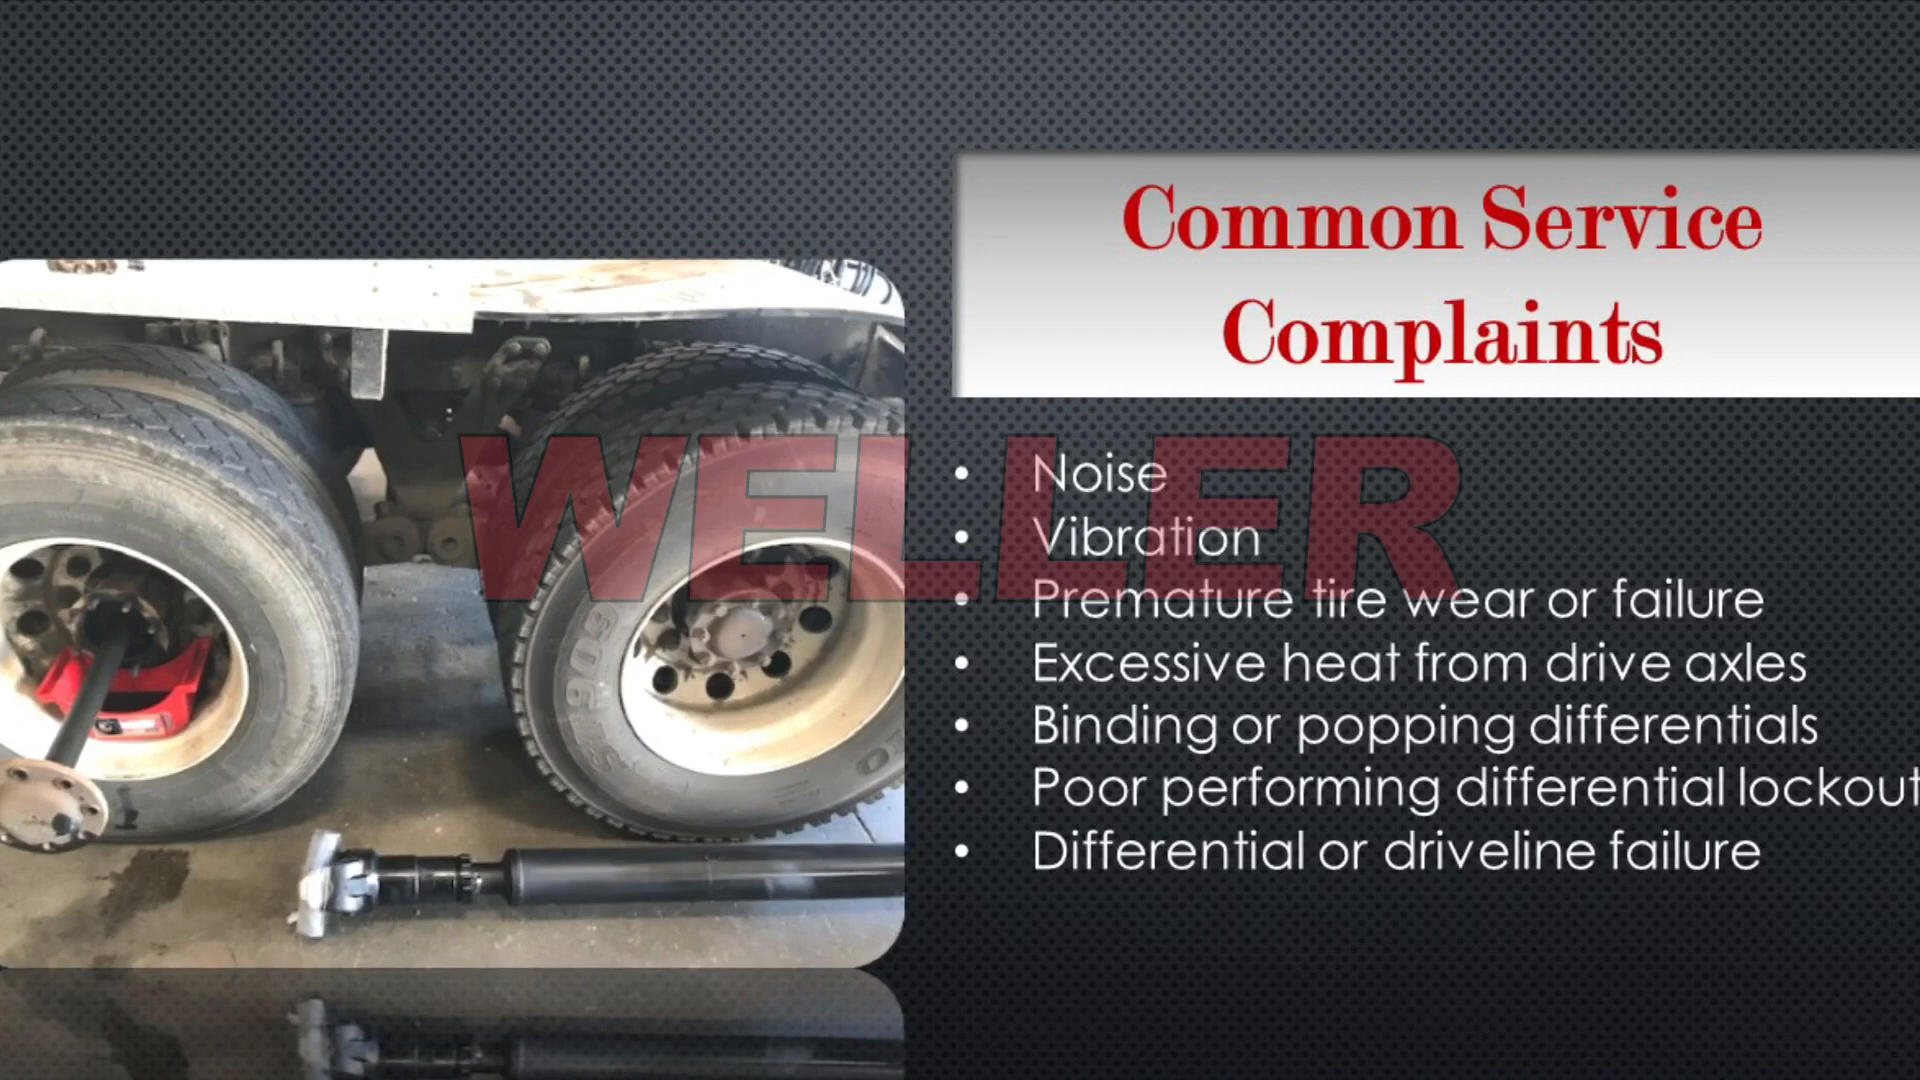 Common Service
Complaints
WELLER
• Noise
• Vibration
• Premature tire wear or failure
• Excessive heat from drive axles
• Binding or popping differentials
• Poor performing differential lockout
• Differential or driveline failure